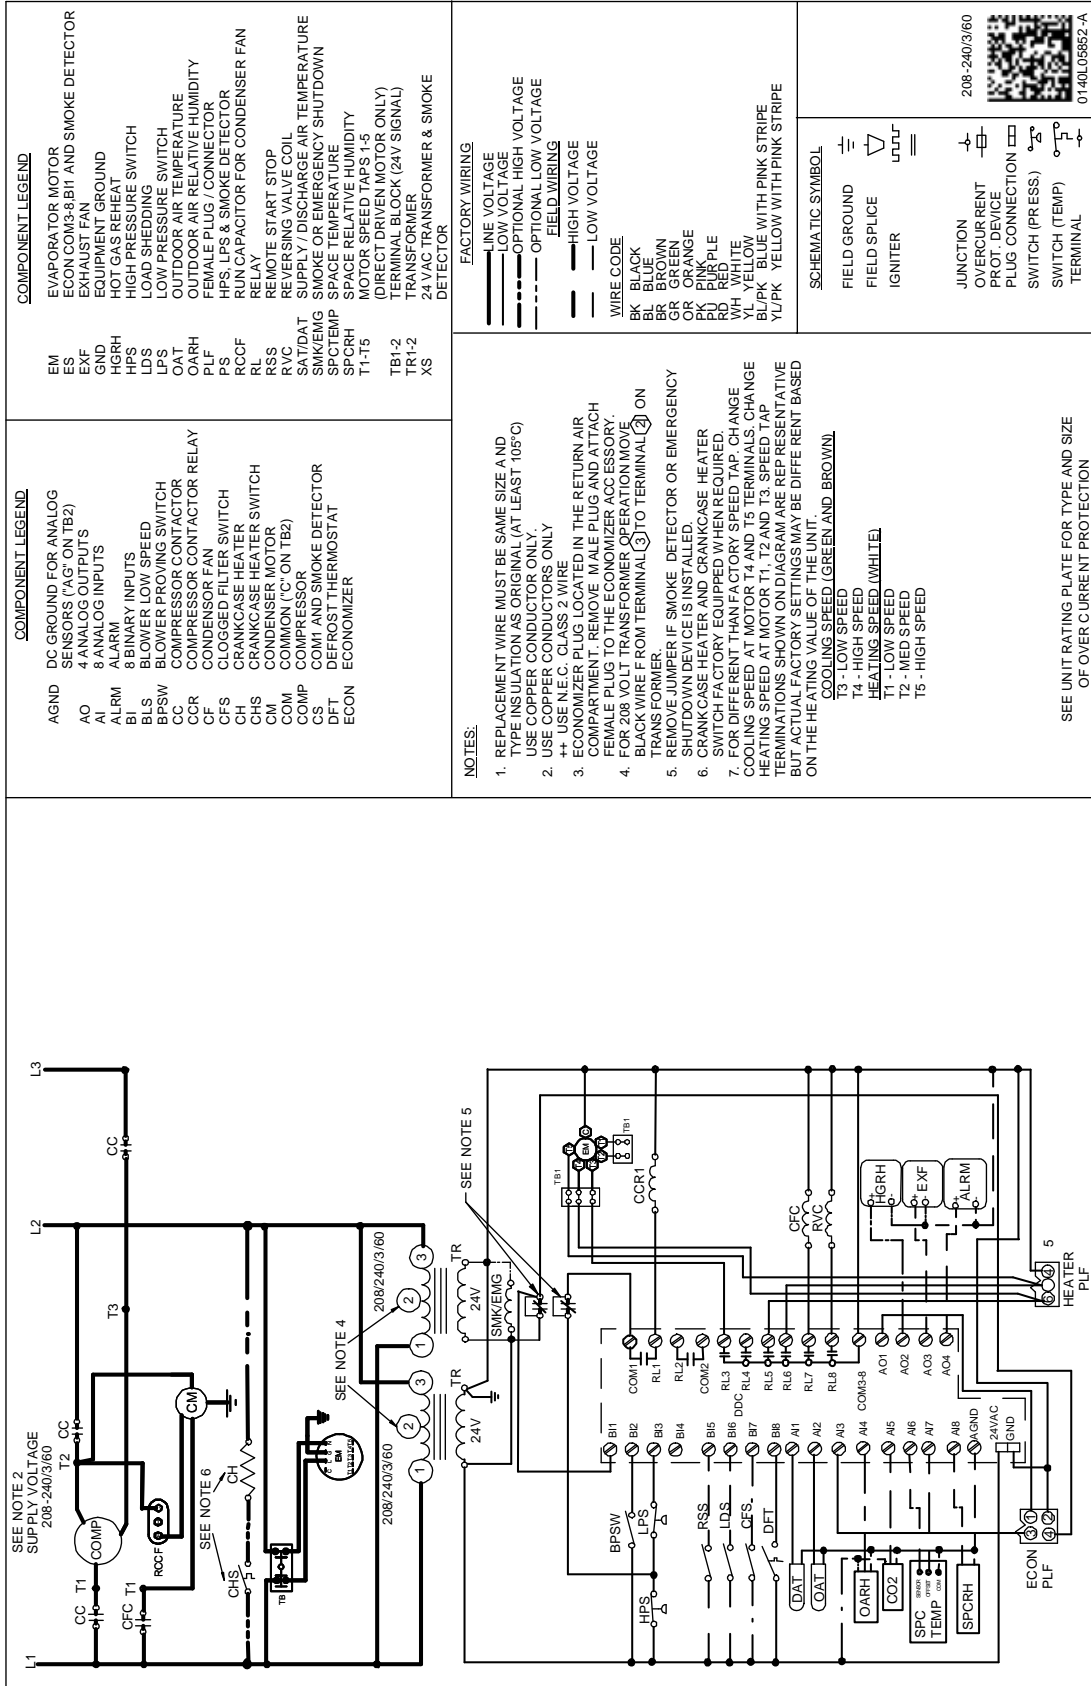 COMPONENT LEGEND
AGND DC GROUND FOR ANALOG
SENSORS ("AG" ON TB2)
AO 4 ANALOG OUTPUTS
AI 8 ANALOG INPUTS
ALRM ALARM
BI 8 BINARY INPUTS
BLS BLOWER LOW SPEED
BPSW BLOWER PROVING SWITCH
CC COMPRESSOR CONTACTOR
CCR COMPRESSOR CONTACTOR RELAY
CF CONDENSOR FAN
CFS CLOGGED FILTER SWITCH
CH CRANKCASE HEATER
CHS CRANKCASE HEATER SWITCH
CM CONDENSER MOTOR
COM COMMON ("C" ON TB2)
COMP COMPRESSOR
CS COM1 AND SMOKE DETECTOR
DFT DEFROST THERMOSTAT
ECON ECONOMIZER
COMPONENT LEGEND
EM EVAPORATOR MOTOR
ES ECON COM3-8,BI1 AND SMOKE DETECTOR
EXF EXHAUST FAN
GND EQUIPMENT GROUND
HGRH HOT GAS REHEAT
HPS HIGH PRESSURE SWITCH
LDS LOAD SHEDDING
LPS LOW PRESSURE SWITCH
OAT OUTDOOR AIR TEMPERATURE
OARH OUTDOOR AIR RELATIVE HUMIDITY
PLF FEMALE PLUG / CONNECTOR
PS HPS, LPS & SMOKE DETECTOR
RCCF RUN CAPACITOR FOR CONDENSER FAN
RL RELAY
RSS REMOTE START STOP
RVC REVERSING VALVE COIL
SAT/DAT SUPPLY / DISCHARGE AIR TEMPERATURE
SMK/EMG SMOKE OR EMERGENCY SHUTDOWN
SPCTEMP SPACE TEMPERATURE
SPCRH SPACE RELATIVE HUMIDITY
T1-T5 MOTOR SPEED TAPS 1-5
(DIRECT DRIVEN MOTOR ONLY)
TB1-2 TERMINAL BLOCK (24V SIGNAL)
TR1-2 TRANSFORMER
XS 24 VAC TRANSFORMER & SMOKE
DETECTOR
NOTES:
1. REPLACEMENT WIRE MUST BE SAME SIZE AND
TYPE INSULATION AS ORIGINAL (AT LEAST 105°C)
USE COPPER CONDUCTOR ONLY.
2. USE COPPER CONDUCTORS ONLY
++ USE N.E.C. CLASS 2 WIRE
3. ECONOMIZER PLUG LOCATED IN THE RETURN AIR
COMPARTMENT. REMOVE MALE PLUG AND ATTACH
FEMALE PLUG TO THE ECONOMIZER ACCESSORY.
4. FOR 208 VOLT TRANSFORMER OPERATION MOVE
BLACK WIRE FROM TERMINAL 3 TO TERMINAL 2 ON
TRANSFORMER.
5. REMOVE JUMPER IF SMOKE DETECTOR OR EMERGENCY
SHUTDOWN DEVICE IS INSTALLED.
6. CRANKCASE HEATER AND CRANKCASE HEATER
SWITCH FACTORY EQUIPPED WHEN REQUIRED.
7. FOR DIFFERENT THAN FACTORY SPEED TAP. CHANGE
COOLING SPEED AT MOTOR T4 AND T5 TERMINALS. CHANGE
HEATING SPEED AT MOTOR T1, T2 AND T3. SPEED TAP
TERMINATIONS SHOWN ON DIAGRAM ARE REPRESENTATIVE
BUT ACTUAL FACTORY SETTINGS MAY BE DIFFERENT BASED
ON THE HEATING VALUE OF THE UNIT.
COOLING SPEED (GREEN AND BROWN)
T3 - LOW SPEED
T4 - HIGH SPEED
HEATING SPEED (WHITE)
T1 - LOW SPEED
T2 - MED SPEED
T5 - HIGH SPEED
SEE UNIT RATING PLATE FOR TYPE AND SIZE
OF OVER CURRENT PROTECTION
FACTORY WIRING
LINE VOLTAGE
LOW VOLTAGE
OPTIONAL HIGH VOLTAGE
OPTIONAL LOW VOLTAGE
FIELD WIRING
HIGH VOLTAGE
LOW VOLTAGE
WIRE CODE
BK BLACK
BL BLUE
BR BROWN
GR GREEN
OR ORANGE
PK PINK
PU PURPLE
RD RED
WH WHITE
YL YELLOW
BL/PK BLUE WITH PINK STRIPE
YL/PK YELLOW WITH PINK STRIPE
SCHEMATIC SYMBOL
FIELD GROUND
FIELD SPLICE
IGNITER
JUNCTION
OVERCURRENT
PROT. DEVICE
PLUG CONNECTION
SWITCH (PRESS.)
SWITCH (TEMP)
TERMINAL
208-240/3/60
0140L05852-A
SEE NOTE 2
SUPPLY VOLTAGE
208-240/3/60
L1
L2
L3
CC
T1
COMP
T2
CC
T3
CC
CFC
T1
RCCF
CM
SEE NOTE 6
CHS
CH
TB
C L G N
EM
SEE NOTE 4
208/240/3/60
1
2
3
208/240/3/60
1
2
3
24V
TR
24V
TR
SMK/EMG
SEE NOTE 5
BPSW
HPS
LPS
RSS
LDS
CFS
DFT
DAT
OAT
OARH
CO2
SPC
TEMP
SENSOR
OFFSET
COM
SPCRH
BI1
BI2
BI3
BI4
BI5
BI6
BI7
BI8
AI1
AI2
AI3
AI4
AI5
AI6
AI7
AI8
AGND
24VAC
GND
DDC
COM1
RL1
RL2
COM2
RL3
RL4
RL5
RL6
RL7
RL8
COM3-8
AO1
AO2
AO3
AO4
TB1
EM
C
TB1
CCR1
CFC
RVC
HGRH
EXF
ALRM
ECON
PLF
3 1
4 2
HEATER
PLF
6
4
5